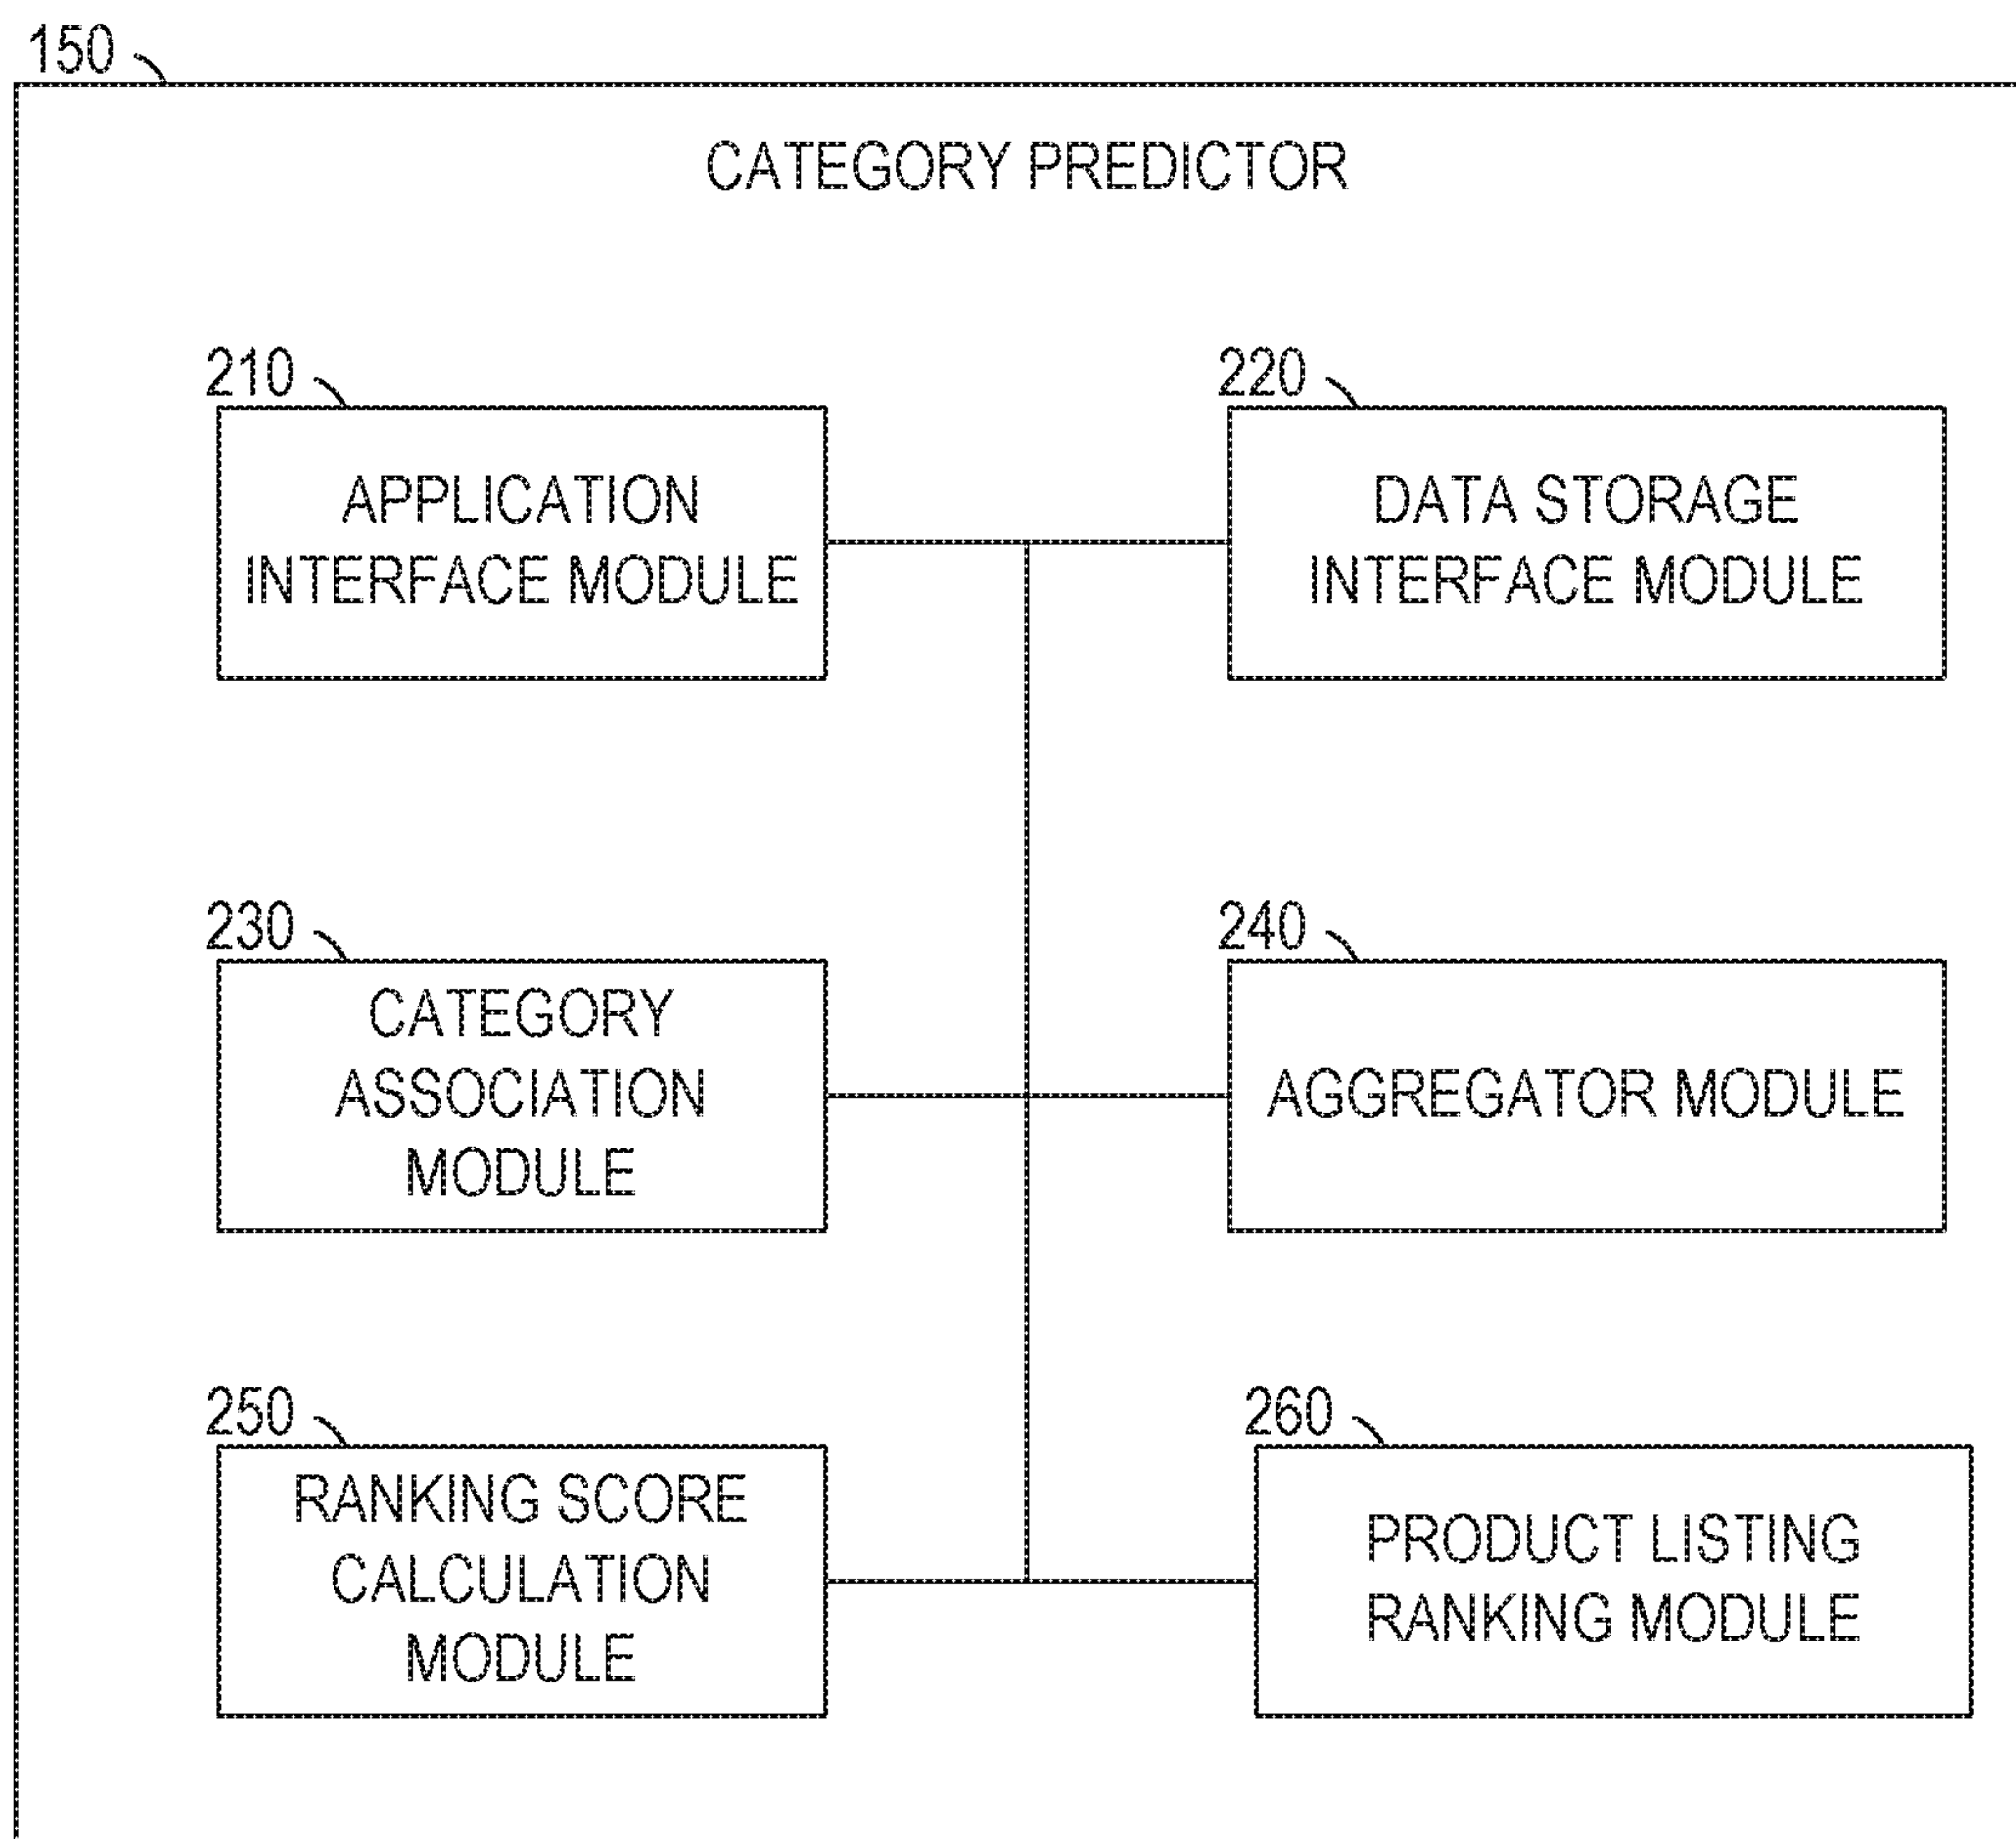 150
CATEGORY PREDICTOR
210
APPLICATION
INTERFACE MODULE
220
DATA STORAGE
INTERFACE MODULE
230
CATEGORY
ASSOCIATION
MODULE
240
AGGREGATOR MODULE
250
RANKING SCORE
CALCULATION
MODULE
260
PRODUCT LISTING
RANKING MODULE